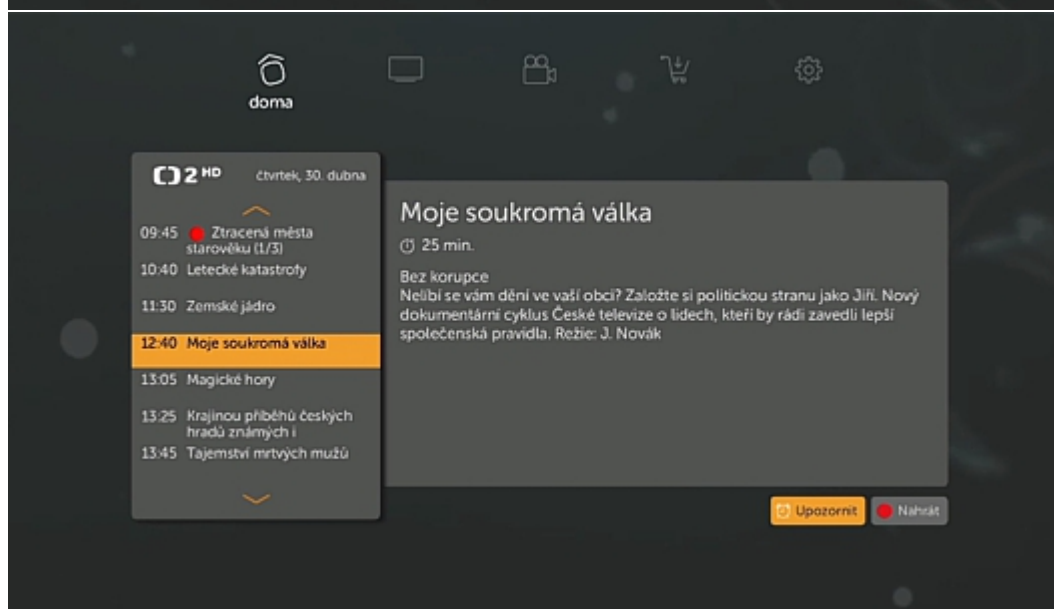 doma
2 HD čtvrtek, 30. dubna
09:45 Ztracená města
starověku (1/3)
10:40 Letecké katastrofy
11:30 Zemské jádro
12:40 Moje soukromá válka
13:05 Magické hory
13:25 Krajinou příběhů českých
hradů známých i
13:45 Tajemství mrtvých mužů
Moje soukromá válka
25 min.
Bez korupce
Nelíbí se vám dění ve vaší obci? Založte si politickou stranu jako Jiří. Nový
dokumentární cyklus České televize o lidech, kteří by rádi zavedli lepší
společenská pravidla. Režie: J. Novák
Upozornit
Nahrát